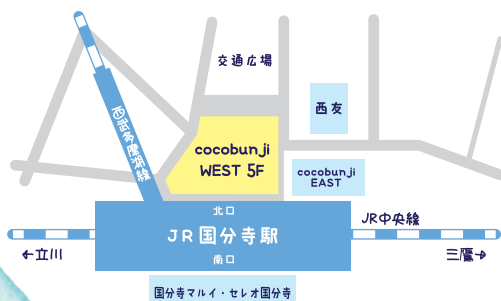 交通広場
西友
西武多摩湖線
cocobunji
WEST 5F
cocobunji
EAST
北口
JR中央線
JR国分寺駅
←立川
三鷹→
南口
国分寺マルイ・セレオ国分寺